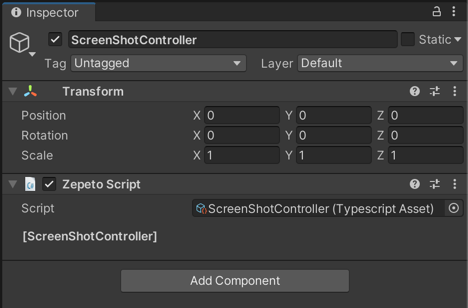 Inspector
ScreenShotController
Static
Tag Untagged Layer Default
Transform
Position X 0 Y 0 Z 0
Rotation X 0 Y 0 Z 0
Scale X 1 Y 1 Z 1
Zepeto Script
Script ScreenShotController (Typescript Asset)
[ScreenShotController]
Add Component